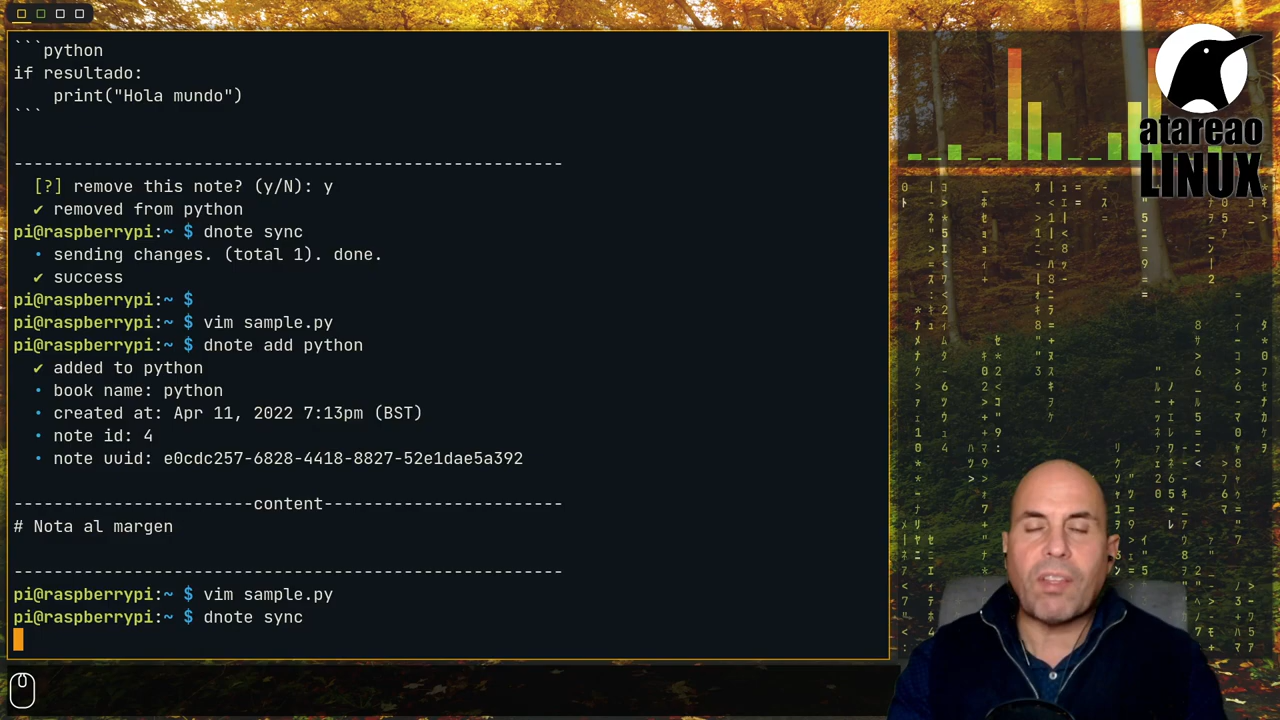 ```python
if resultado:
    print("Hola mundo")
```
-------------------------------------------------------
  [?] remove this note? (y/N): y
  ✔ removed from python
pi@raspberrypi:~ $ dnote sync
  • sending changes. (total 1). done.
  ✔ success
pi@raspberrypi:~ $
pi@raspberrypi:~ $ vim sample.py
pi@raspberrypi:~ $ dnote add python
  ✔ added to python
  • book name: python
  • created at: Apr 11, 2022 7:13pm (BST)
  • note id: 4
  • note uuid: e0cdc257-6828-4418-8827-52e1dae5a392
------------------------content------------------------
# Nota al margen
-------------------------------------------------------
pi@raspberrypi:~ $ vim sample.py
pi@raspberrypi:~ $ dnote sync
atareao
LINUX